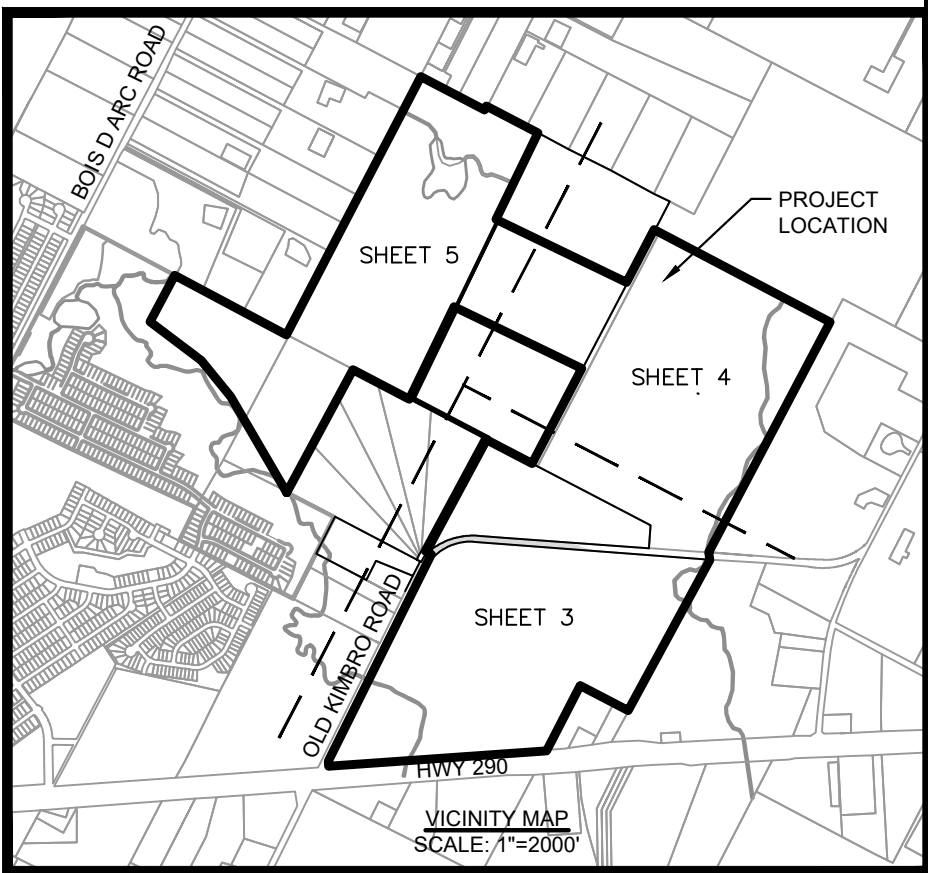 BOIS D ARC ROAD
PROJECT
LOCATION
SHEET 5
SHEET 4
SHEET 3
OLD KIMBRO ROAD
HWY 290
VICINITY MAP
SCALE: 1"=2000'